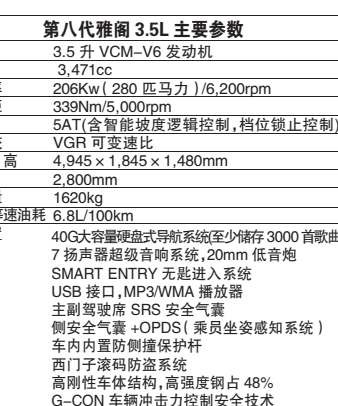 第八代雅阁 3.5L 主要参数
3.5 升 VCM-V6 发动机
3,471cc
206Kw ( 280 匹马力 )/6,200rpm
339Nm/5,000rpm
5AT(含智能坡度逻辑控制,档位锁止控制)
VGR 可变速比
高 4,945×1,845×1,480mm
2,800mm
1620kg
速油耗 6.8L/100km
40G大容量硬盘式导航系统(至少储存 3000 首歌曲
7 扬声器超级音响系统,20mm 低音炮
SMART ENTRY 无匙进入系统
USB 接口,MP3/WMA 播放器
主副驾驶席 SRS 安全气囊
侧安全气囊 +OPDS ( 乘员坐姿感知系统 )
车内内置防侧撞保护杆
西门子滚码防盗系统
高刚性车体结构,高强度钢占 48%
G-CON 车辆冲击力控制安全技术